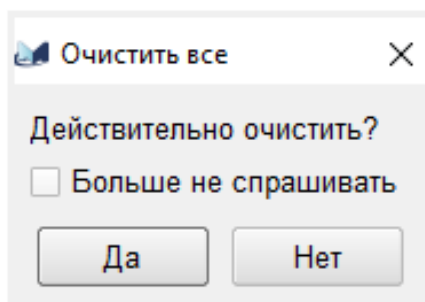 Очистить все
Действительно очистить?
Больше не спрашивать
Да
Нет